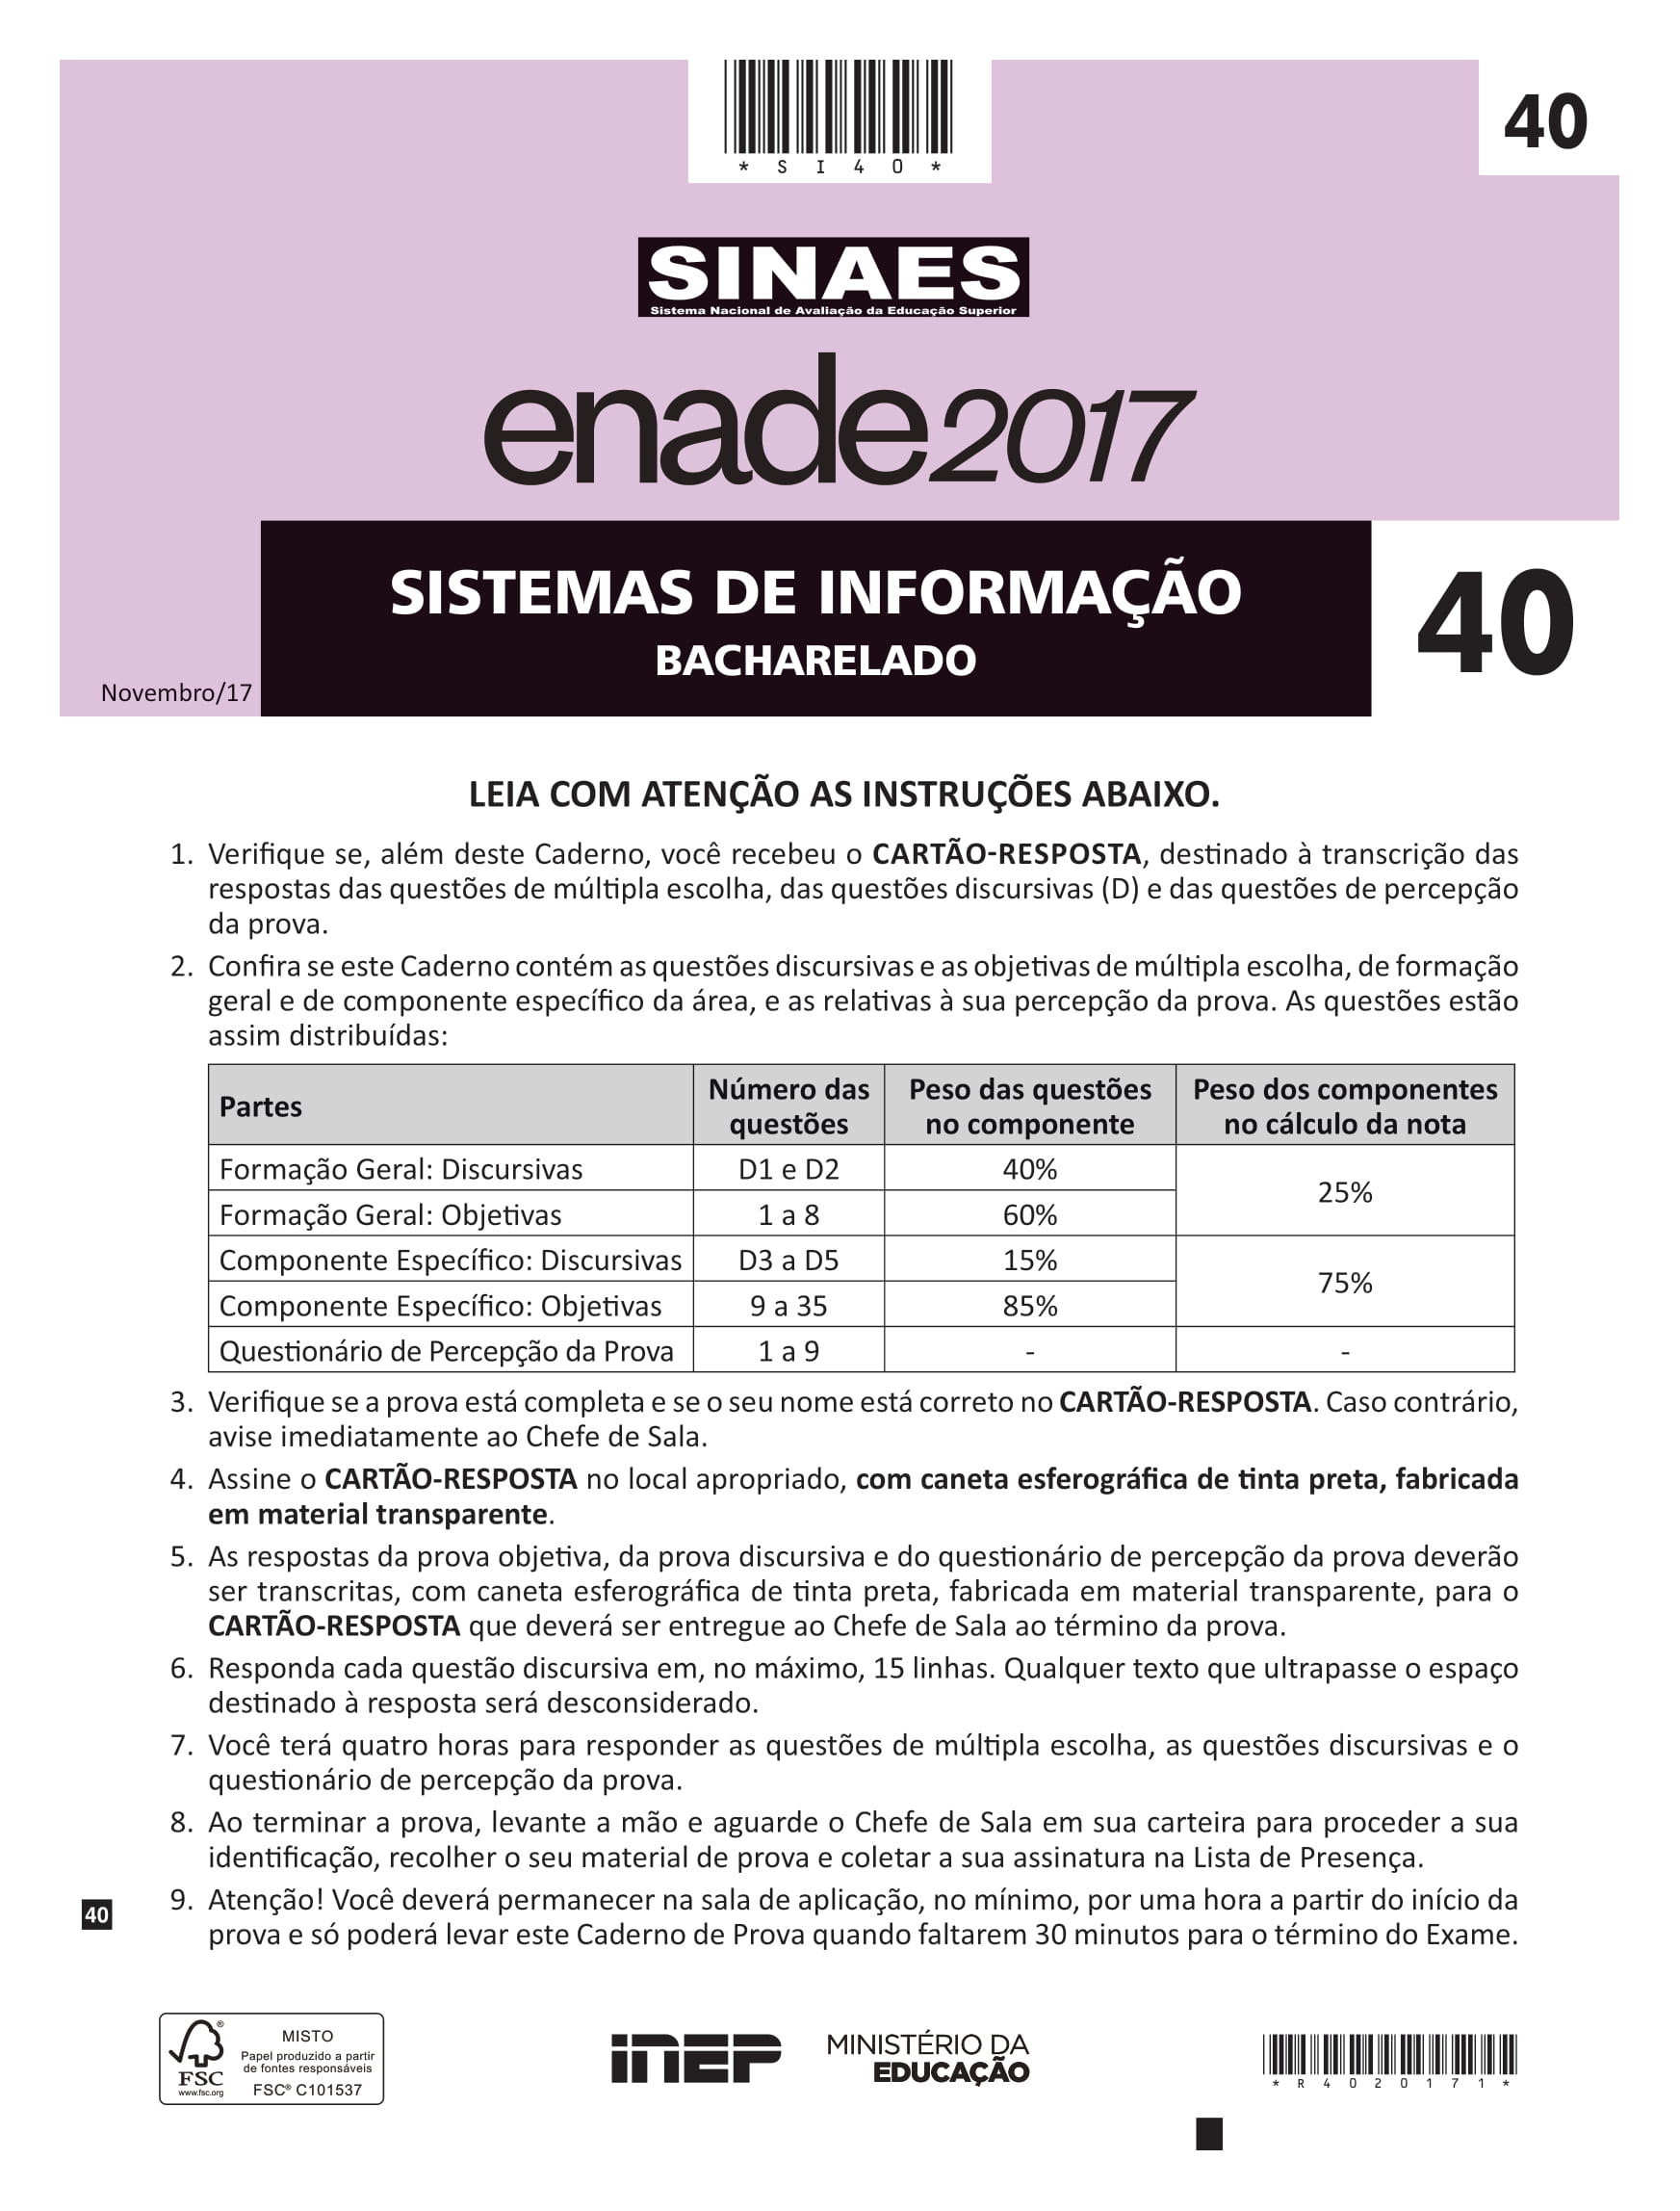 * S I 4 0 *
40
SINAES
Sistema Nacional de Avaliação da Educação Superior
enade2017
SISTEMAS DE INFORMAÇÃO
BACHARELADO
40
Novembro/17
LEIA COM ATENÇÃO AS INSTRUÇÕES ABAIXO.
1. Verifique se, além deste Caderno, você recebeu o CARTÃO-RESPOSTA, destinado à transcrição das
respostas das questões de múltipla escolha, das questões discursivas (D) e das questões de percepção
da prova.
2. Confira se este Caderno contém as questões discursivas e as objetivas de múltipla escolha, de formação
geral e de componente específico da área, e as relativas à sua percepção da prova. As questões estão
assim distribuídas:
Partes Número das questões Peso das questões no componente Peso dos componentes no cálculo da nota
Formação Geral: Discursivas D1 e D2 40% 25%
Formação Geral: Objetivas 1 a 8 60%
Componente Específico: Discursivas D3 a D5 15% 75%
Componente Específico: Objetivas 9 a 35 85%
Questionário de Percepção da Prova 1 a 9 - -
3. Verifique se a prova está completa e se o seu nome está correto no CARTÃO-RESPOSTA. Caso contrário,
avise imediatamente ao Chefe de Sala.
4. Assine o CARTÃO-RESPOSTA no local apropriado, com caneta esferográfica de tinta preta, fabricada
em material transparente.
5. As respostas da prova objetiva, da prova discursiva e do questionário de percepção da prova deverão
ser transcritas, com caneta esferográfica de tinta preta, fabricada em material transparente, para o
CARTÃO-RESPOSTA que deverá ser entregue ao Chefe de Sala ao término da prova.
6. Responda cada questão discursiva em, no máximo, 15 linhas. Qualquer texto que ultrapasse o espaço
destinado à resposta será desconsiderado.
7. Você terá quatro horas para responder as questões de múltipla escolha, as questões discursivas e o
questionário de percepção da prova.
8. Ao terminar a prova, levante a mão e aguarde o Chefe de Sala em sua carteira para proceder a sua
identificação, recolher o seu material de prova e coletar a sua assinatura na Lista de Presença.
9. Atenção! Você deverá permanecer na sala de aplicação, no mínimo, por uma hora a partir do início da
prova e só poderá levar este Caderno de Prova quando faltarem 30 minutos para o término do Exame.
40
FSC
www.fsc.org
MISTO
Papel produzido a partir
de fontes responsáveis
FSC® C101537
inep
MINISTÉRIO DA
EDUCAÇÃO
* R 4 0 2 0 1 7 1 *